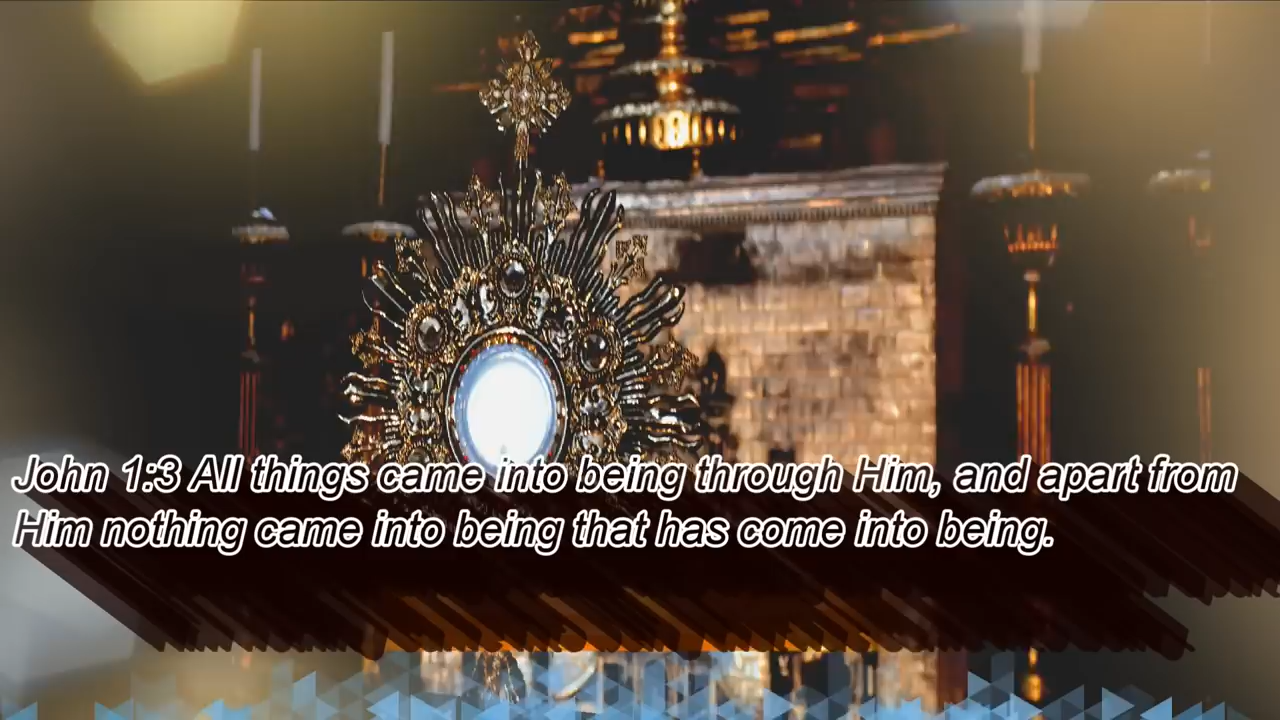 John 1:3 All things came into being through Him, and apart from
Him nothing came into being that has come into being.